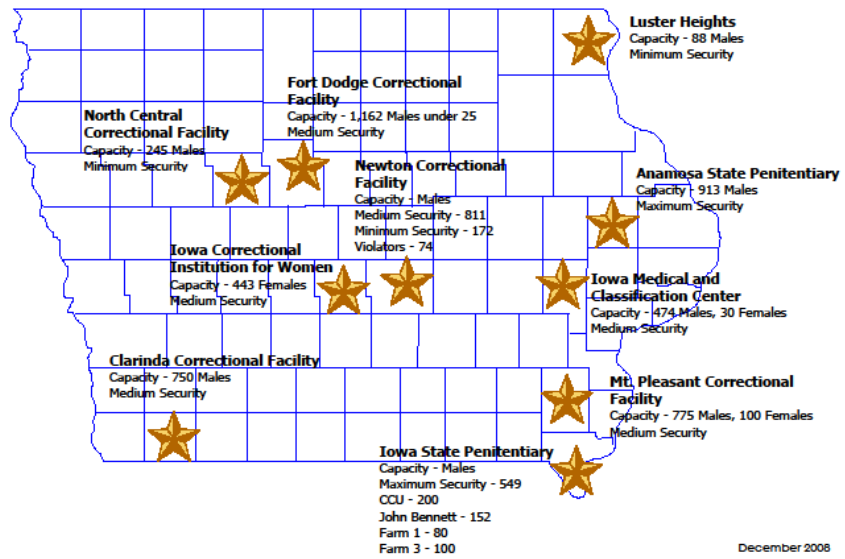 Luster Heights
Capacity - 88 Males
Minimum Security
Fort Dodge Correctional
Facility
Capacity - 1,162 Males under 25
Medium Security
North Central
Correctional Facility
Capacity - 245 Males
Minimum Security
Newton Correctional
Facility
Capacity - Males
Medium Security - 811
Minimum Security - 172
Violators - 74
Anamosa State Penitentiary
Capacity - 913 Males
Maximum Security
Iowa Correctional
Institution for Women
Capacity - 443 Females
Medium Security
Iowa Medical and
Classification Center
Capacity - 474 Males, 30 Females
Medium Security
Clarinda Correctional Facility
Capacity - 750 Males
Medium Security
Mt. Pleasant Correctional
Facility
Capacity - 775 Males, 100 Females
Medium Security
Iowa State Penitentiary
Capacity - Males
Maximum Security - 549
CCU - 200
John Bennett - 152
Farm 1 - 80
Farm 3 - 100
December 2008